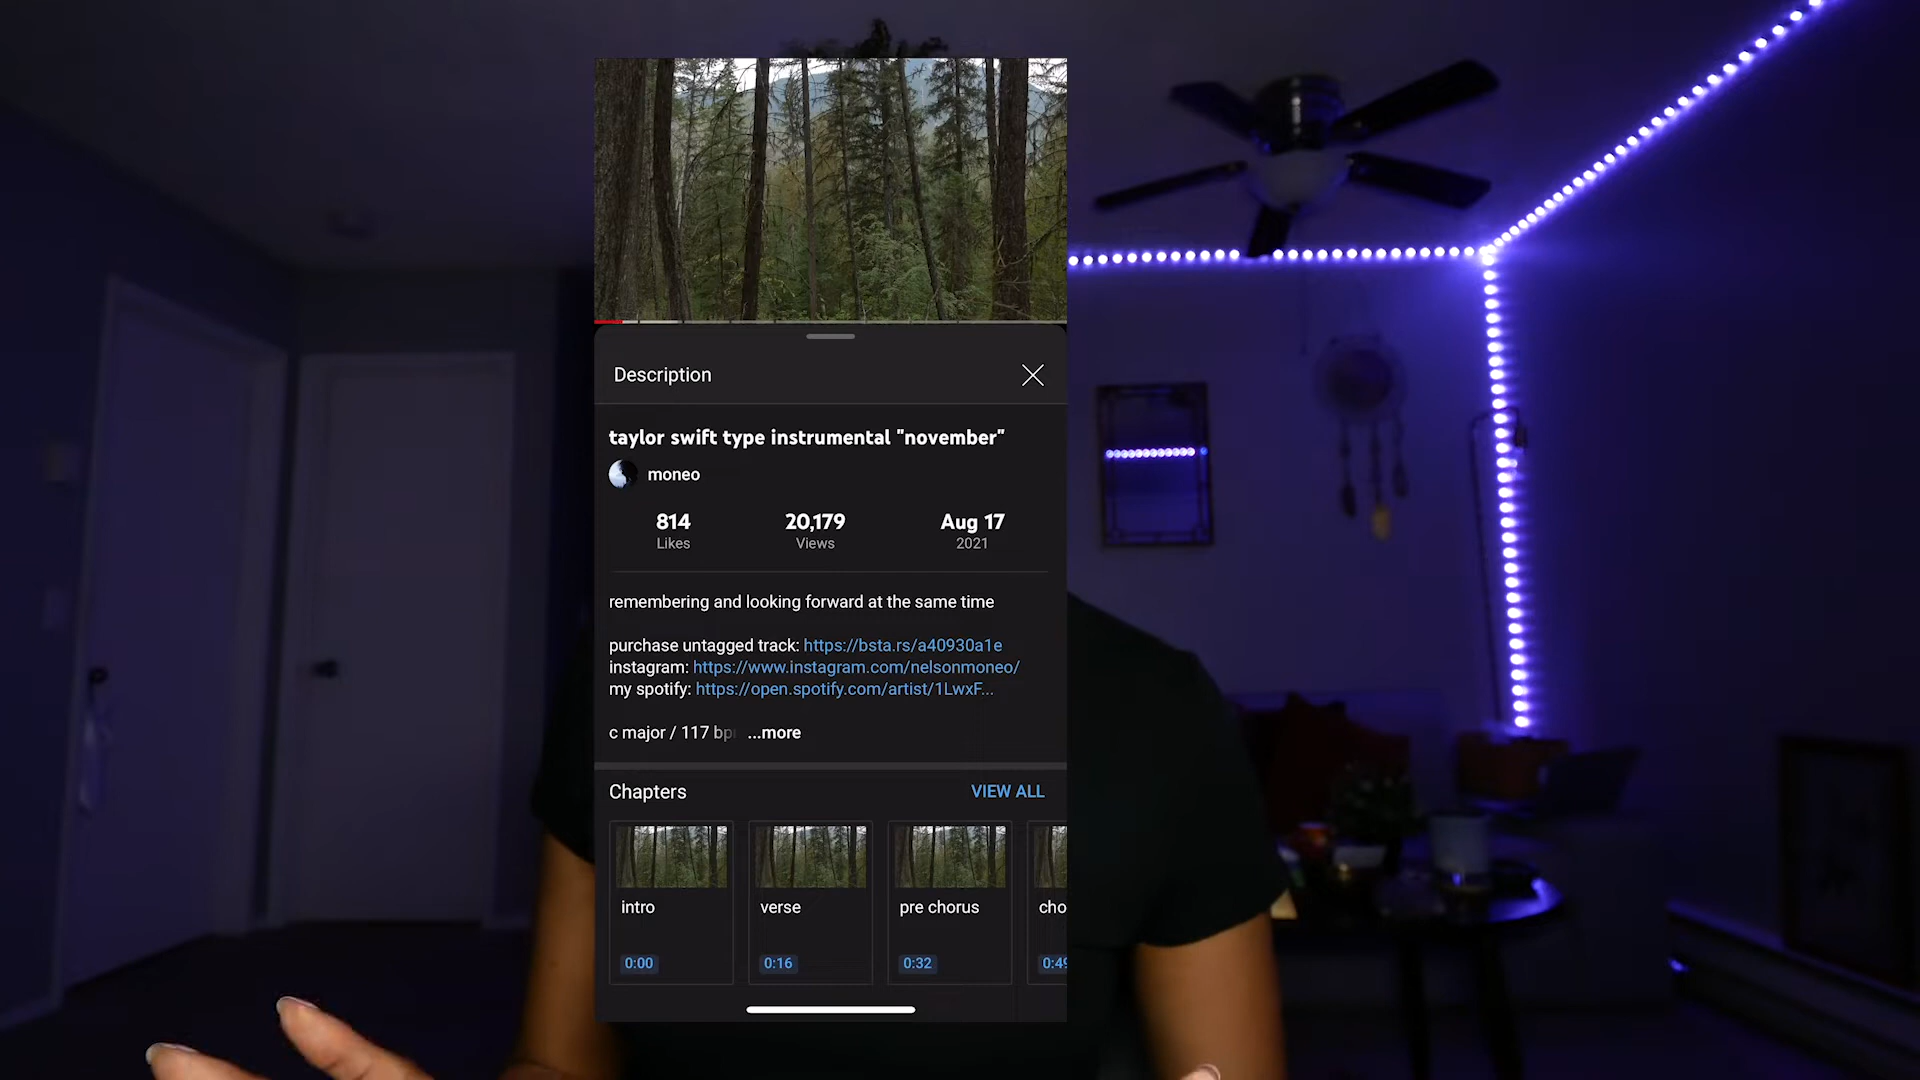 Description
taylor swift type instrumental "november"
moneo
814 20,179 Aug 17
Likes Views 2021
remembering and looking forward at the same time
purchase untagged track: https://bsta.rs/a40930a1e
instagram: https://www.instagram.com/nelsonmoneo/
my spotify: https://open.spotify.com/artist/1LwxF...
c major / 117 bp ...more
Chapters VIEW ALL
intro verse pre chorus cho
0:00 0:16 0:32 0:49